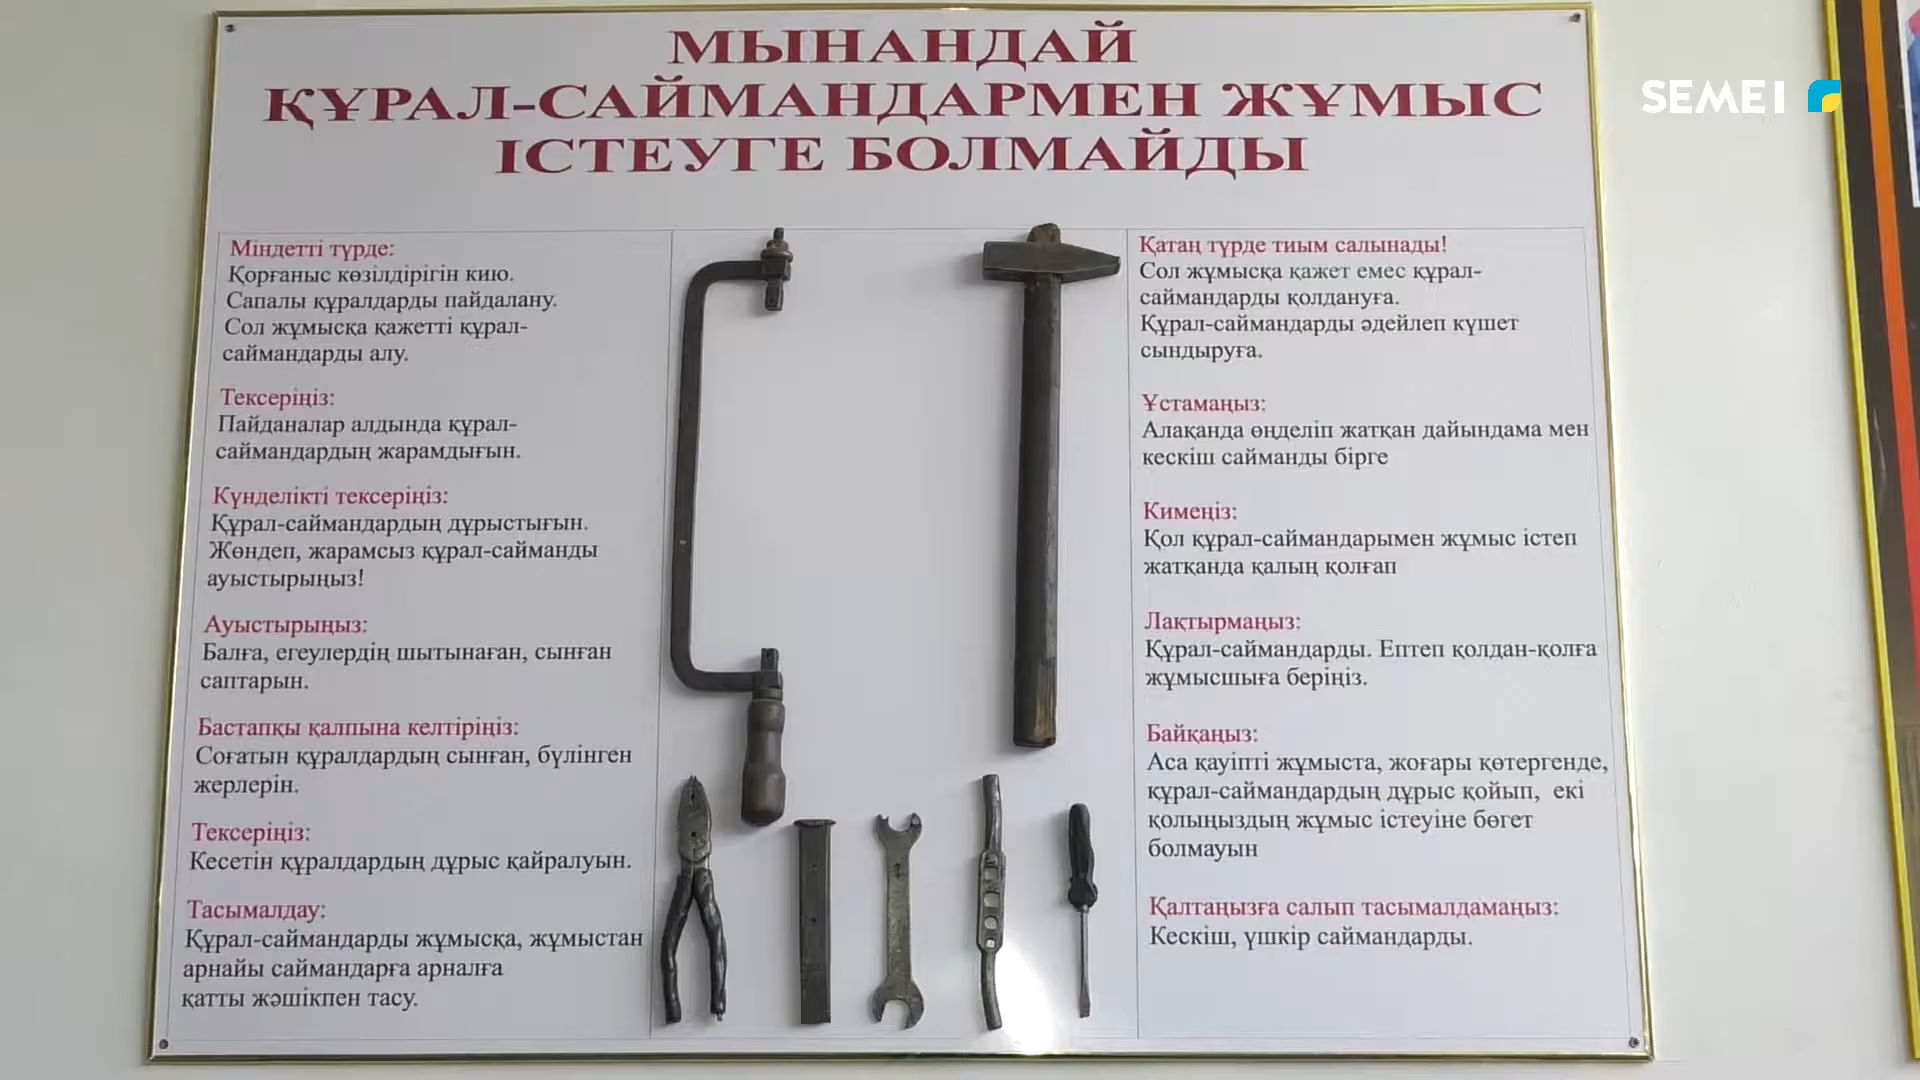 МЫНАНДАЙ
ҚҰРАЛ-САЙМАНДАРМЕН ЖҰМЫС
ІСТЕУГЕ БОЛМАЙДЫ
SEMEI
Міндетті түрде:
Қорғаныс көзілдірігін кию.
Сапалы құралдарды пайдалану.
Сол жұмысқа қажетті құрал-
саймандарды алу.
Тексеріңіз:
Пайданалар алдында құрал-
саймандардың жарамдығын.
Күнделікті тексеріңіз:
Құрал-саймандардың дұрыстығын.
Жөндеп, жарамсыз құрал-сайманды
ауыстырыңыз!
Ауыстырыңыз:
Балға, егеулердің шытынаған, сынған
саптарын.
Бастапқы қалпына келтіріңіз:
Соғатын құралдардың сынған, бүлінген
жерлерін.
Тексеріңіз:
Кесетін құралдардың дұрыс қайралуын.
Тасымалдау:
Құрал-саймандарды жұмысқа, жұмыстан
арнайы саймандарға арналға
қатты жәшікпен тасу.
Қатаң түрде тиым салынады!
Сол жұмысқа қажет емес құрал-
саймандарды қолдануға.
Құрал-саймандарды әдейлеп күшет
сындыруға.
Ұстамаңыз:
Алақанда өңделіп жатқан дайындама мен
кескіш сайманды бірге
Кимеңіз:
Қол құрал-саймандарымен жұмыс істеп
жатқанда қалың қолғап
Лақтырмаңыз:
Құрал-саймандарды. Ептеп қолдан-қолға
жұмысшыға беріңіз.
Байқаңыз:
Аса қауіпті жұмыста, жоғары қөтергенде,
құрал-саймандардың дұрыс қойып, екі
қолыңыздың жұмыс істеуіне бөгет
болмауын
Қалтаңызға салып тасымалдамаңыз:
Кескіш, үшкір саймандарды.